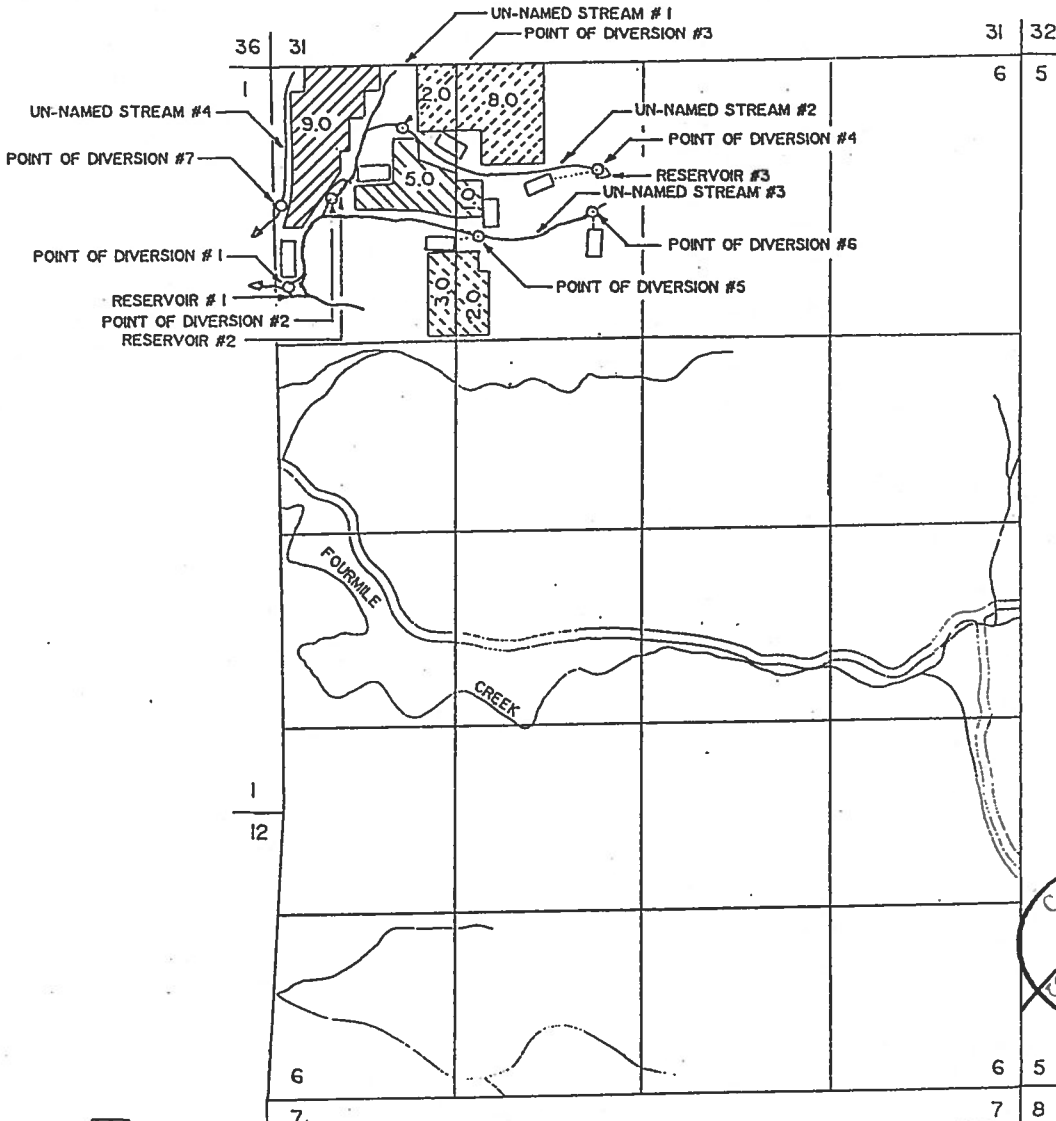 UN-NAMED STREAM #1
POINT OF DIVERSION #3
36 31
31 32
1
6 5
UN-NAMED STREAM #4
2.0
8.0
9.0
UN-NAMED STREAM #2
POINT OF DIVERSION #4
POINT OF DIVERSION #7
5.0
RESERVOIR #3
UN-NAMED STREAM #3
POINT OF DIVERSION #6
POINT OF DIVERSION #1
POINT OF DIVERSION #5
RESERVOIR #1
3.0
2.0
POINT OF DIVERSION #2
RESERVOIR #2
FOURMILE
CREEK
1
12
6
6 5
7
7 8